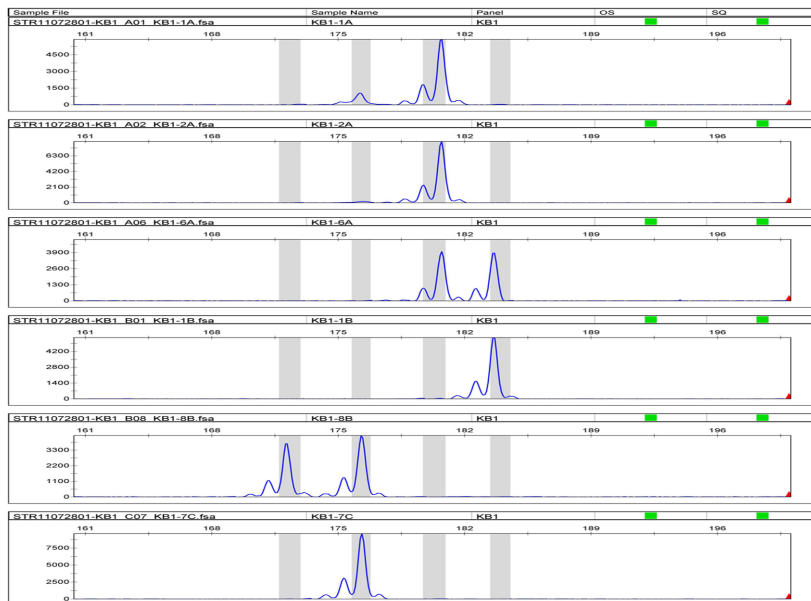 Sample File Sample Name Panel OS SQ
STR11072801-KB1 A01 KB1-1A.fsa KB1-1A KB1
161 168 175 182 189 196
4500
3000
1500
0
STR11072801-KB1 A02 KB1-2A.fsa KB1-2A KB1
161 168 175 182 189 196
6300
4200
2100
0
STR11072801-KB1 A06 KB1-6A.fsa KB1-6A KB1
161 168 175 182 189 196
3900
2600
1300
0
STR11072801-KB1 B01 KB1-1B.fsa KB1-1B KB1
161 168 175 182 189 196
4200
2800
1400
0
STR11072801-KB1 B08 KB1-8B.fsa KB1-8B KB1
161 168 175 182 189 196
3300
2200
1100
0
STR11072801-KB1 C07 KB1-7C.fsa KB1-7C KB1
161 168 175 182 189 196
7500
5000
2500
0